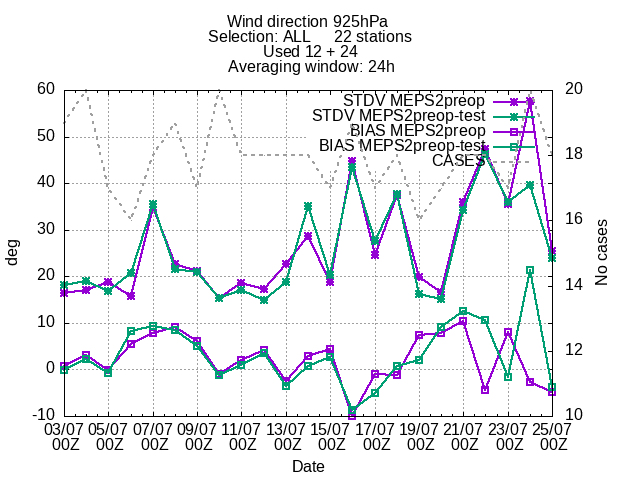 Wind direction 925hPa
Selection: ALL 22 stations
Used 12 + 24
Averaging window: 24h
60
50
40
30
20
10
0
-10
deg
20
18
16
14
12
10
No cases
STDV MEPS2preop
STDV MEPS2preop-test
BIAS MEPS2preop
BIAS MEPS2preop-test
CASES
03/07 05/07 07/07 09/07 11/07 13/07 15/07 17/07 19/07 21/07 23/07 25/07
00Z 00Z 00Z 00Z 00Z 00Z 00Z 00Z 00Z 00Z 00Z 00Z
Date